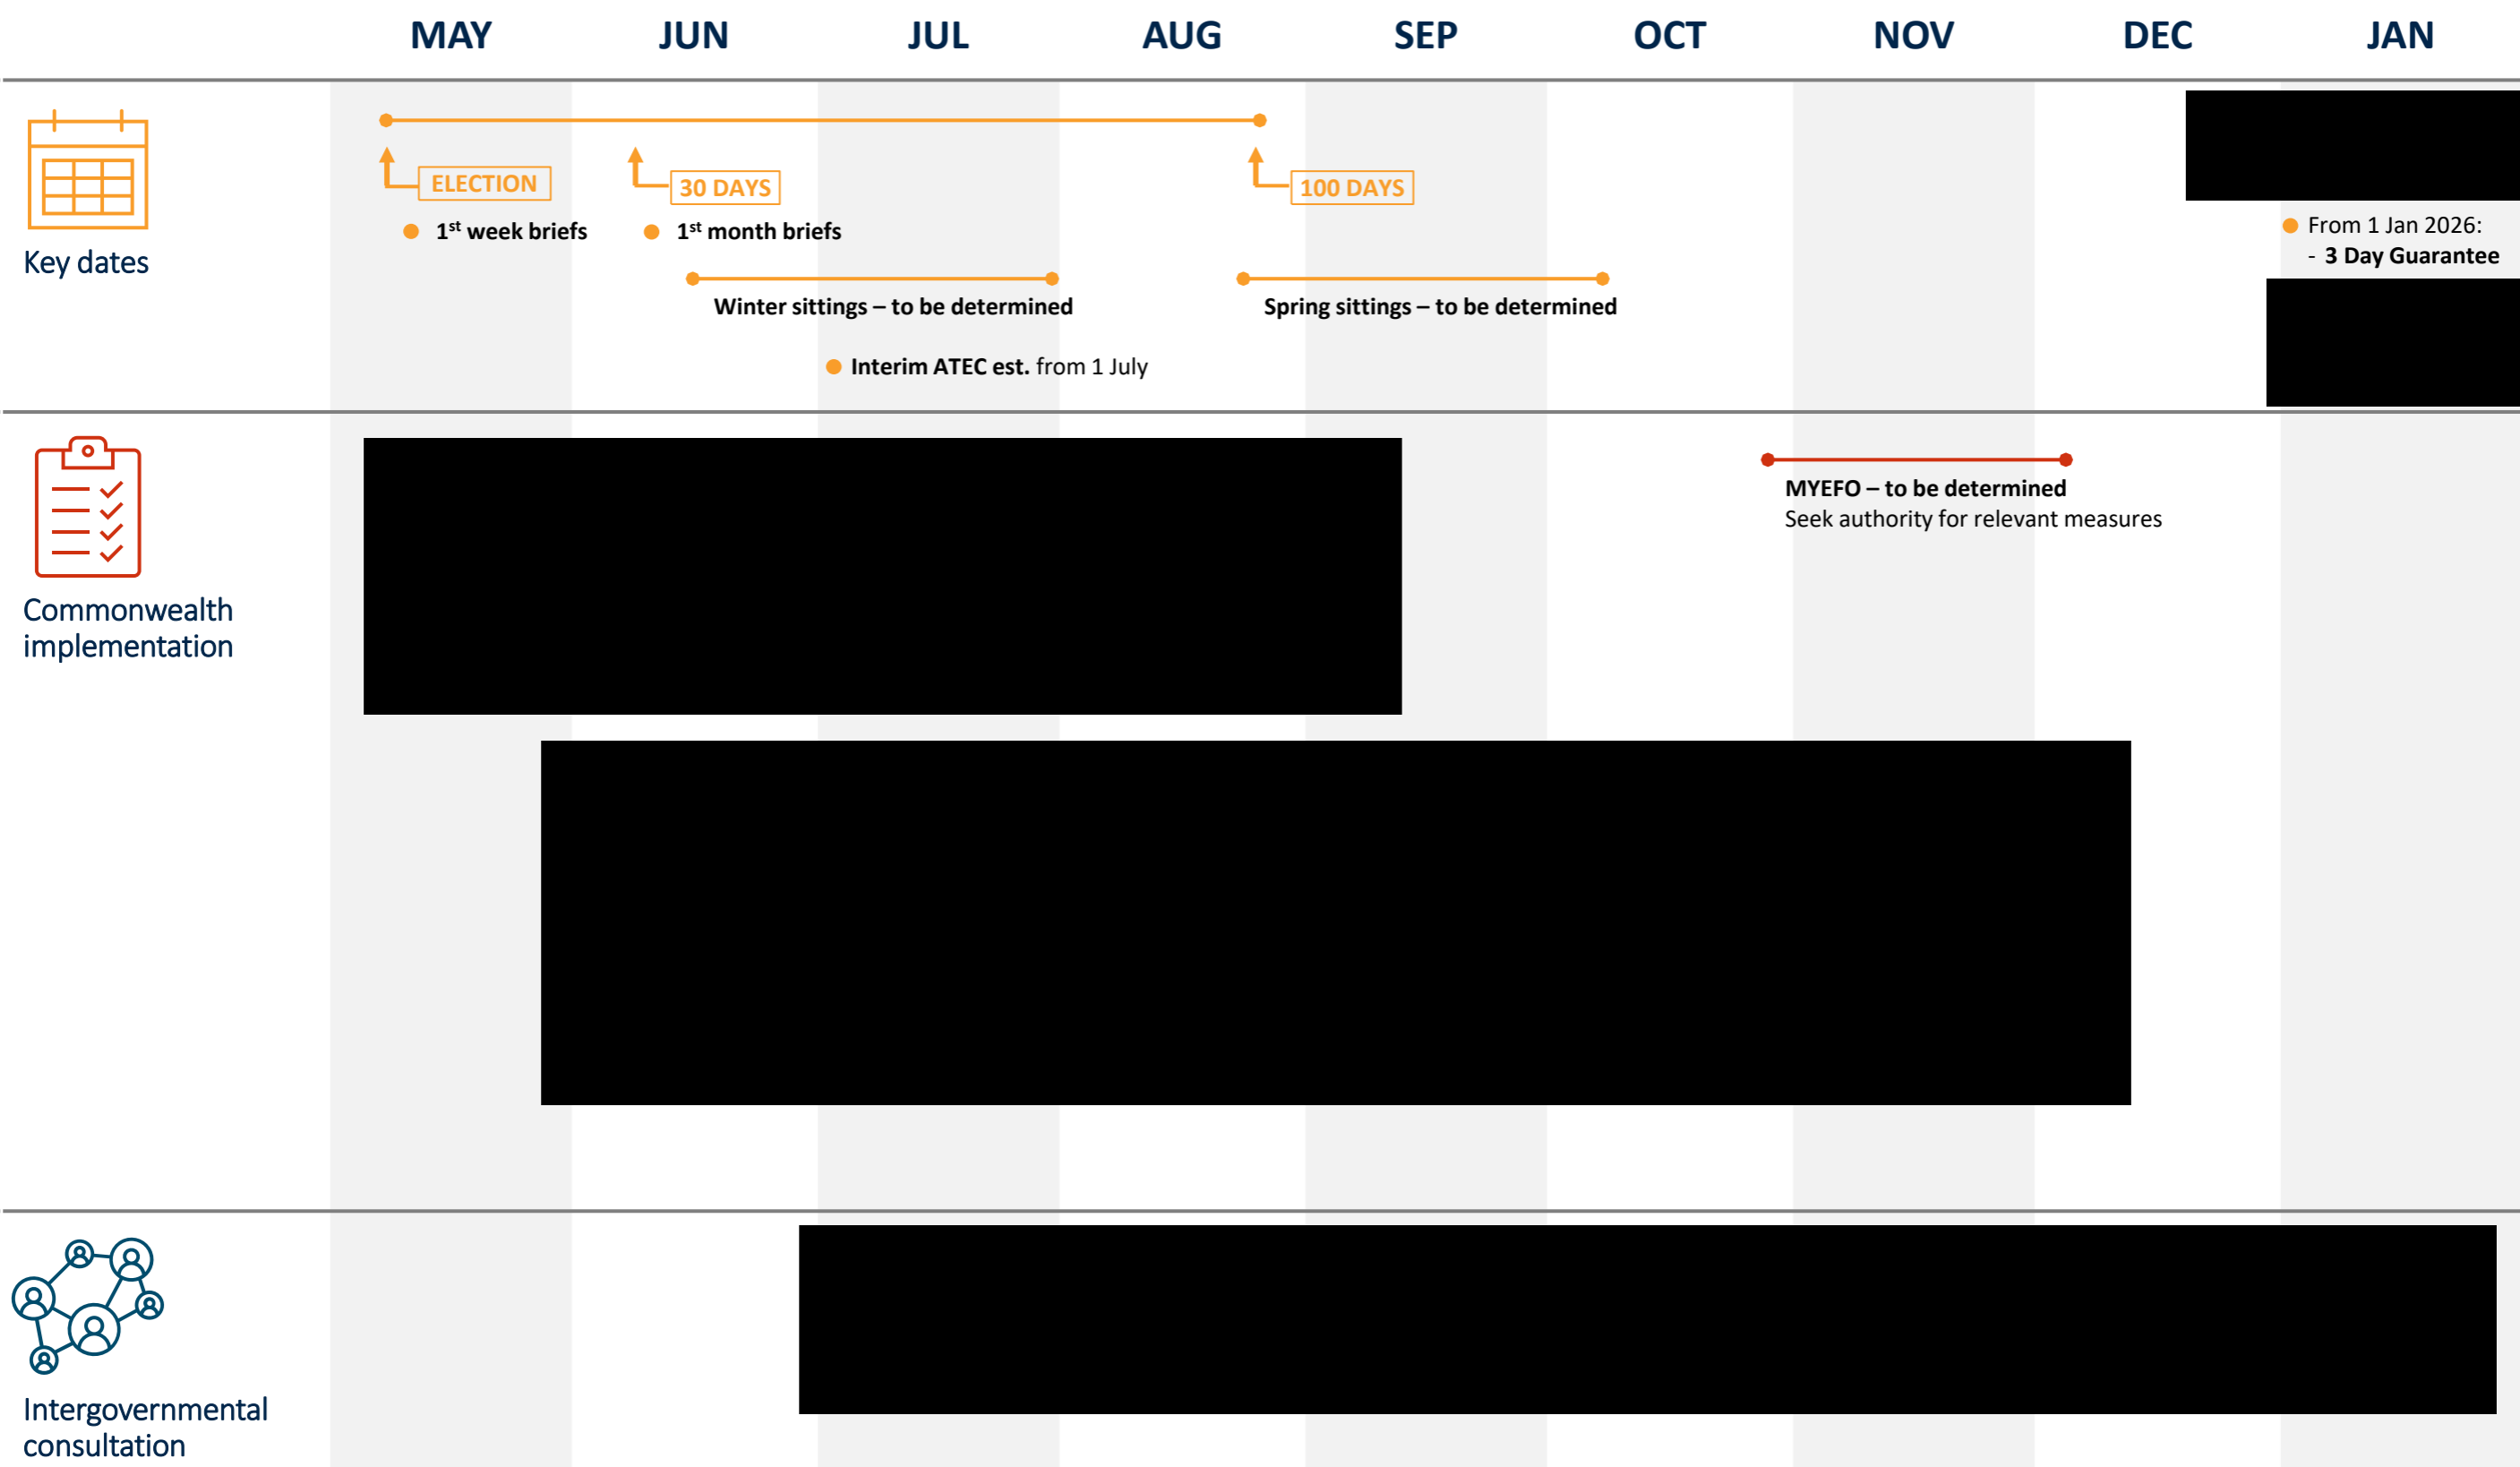 MAY JUN JUL AUG SEP OCT NOV DEC JAN
Key dates
ELECTION
30 DAYS
100 DAYS
1st week briefs
1st month briefs
From 1 Jan 2026:
- 3 Day Guarantee
Winter sittings – to be determined
Spring sittings – to be determined
Interim ATEC est. from 1 July
Commonwealth
implementation
MYEFO – to be determined
Seek authority for relevant measures
Intergovernmental
consultation